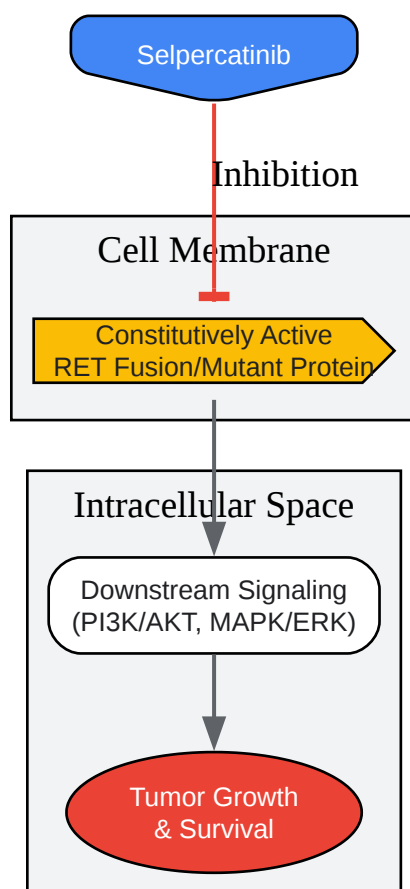 Selpercatinib
Inhibition
Cell Membrane
Constitutively Active
RET Fusion/Mutant Protein
Intracellular Space
Downstream Signaling
(PI3K/AKT, MAPK/ERK)
Tumor Growth
& Survival